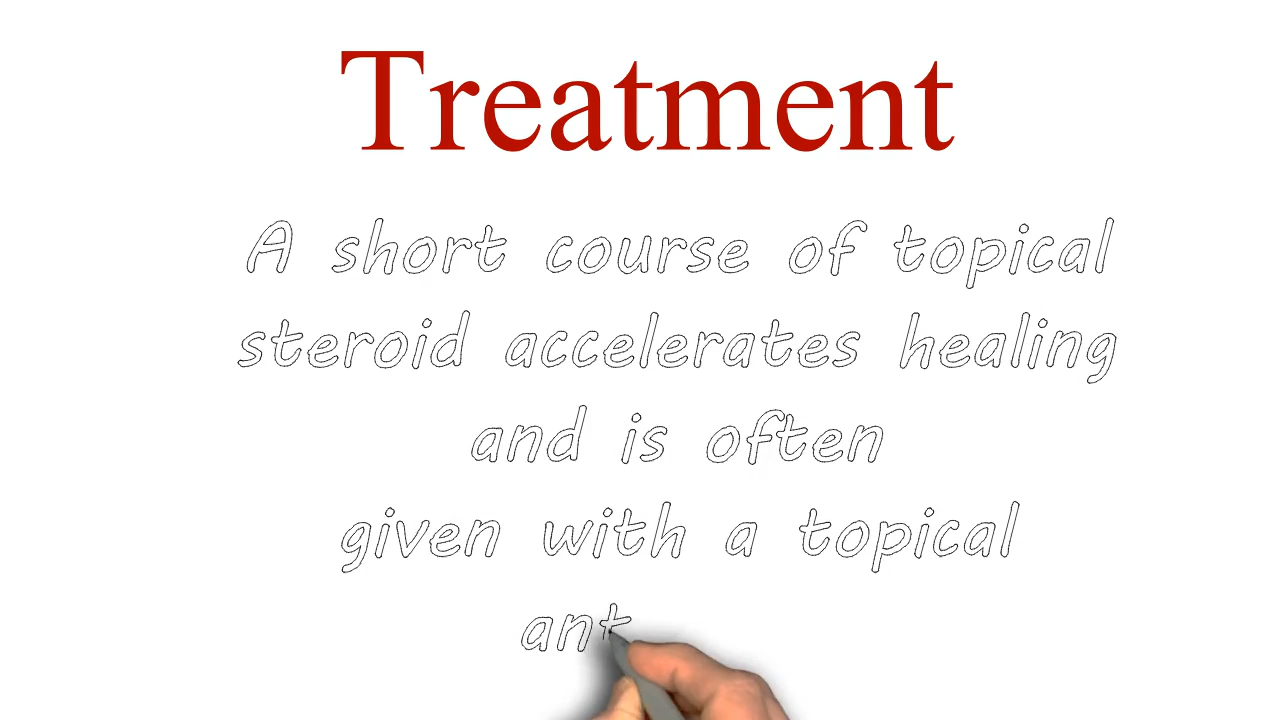 Treatment
A short course of topical
steroid accelerates healing
and is often
given with a topical
ant